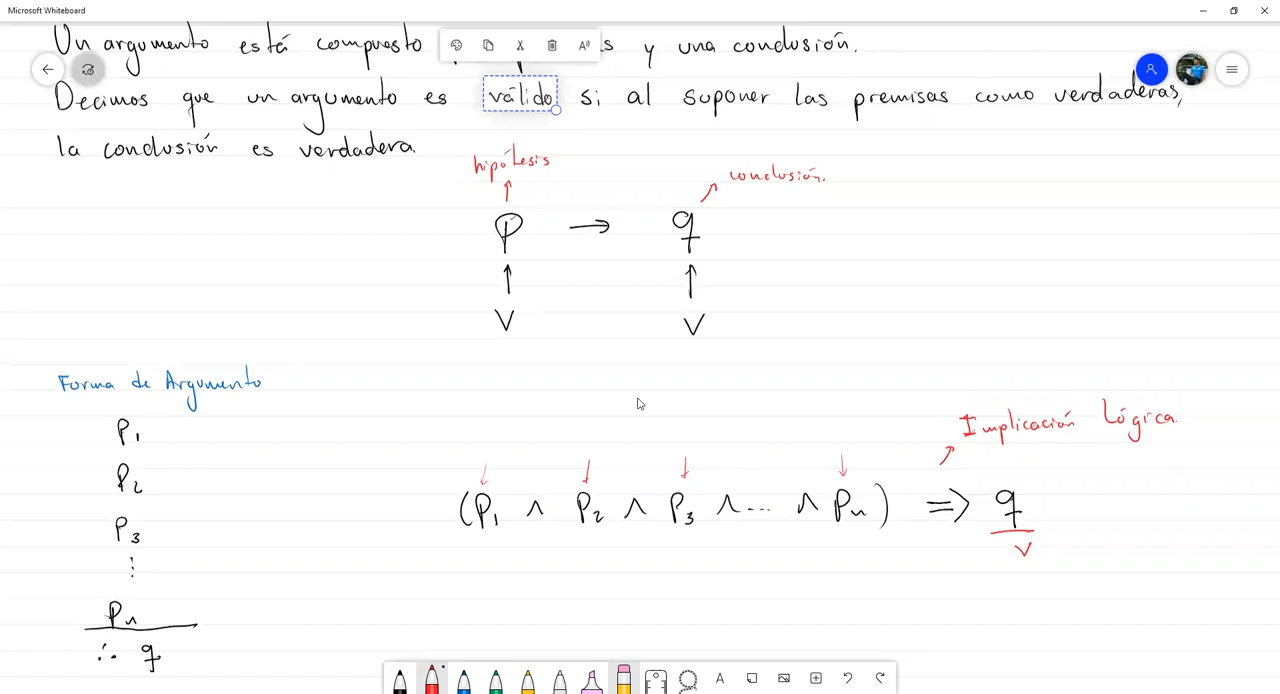 Microsoft Whiteboard
Un argumento está compuesto s y una conclusión.
Decimos que un argumento es válido si al suponer las premisas como verdaderas,
la conclusión es verdadera.
hipótesis
conclusión.
p → q
V V
Forma de Argumento
P1
P2
P3
⋮
Pn
∴ q
Implicación Lógica.
(P1 ∧ P2 ∧ P3 ∧ ... ∧ Pn) => q
V